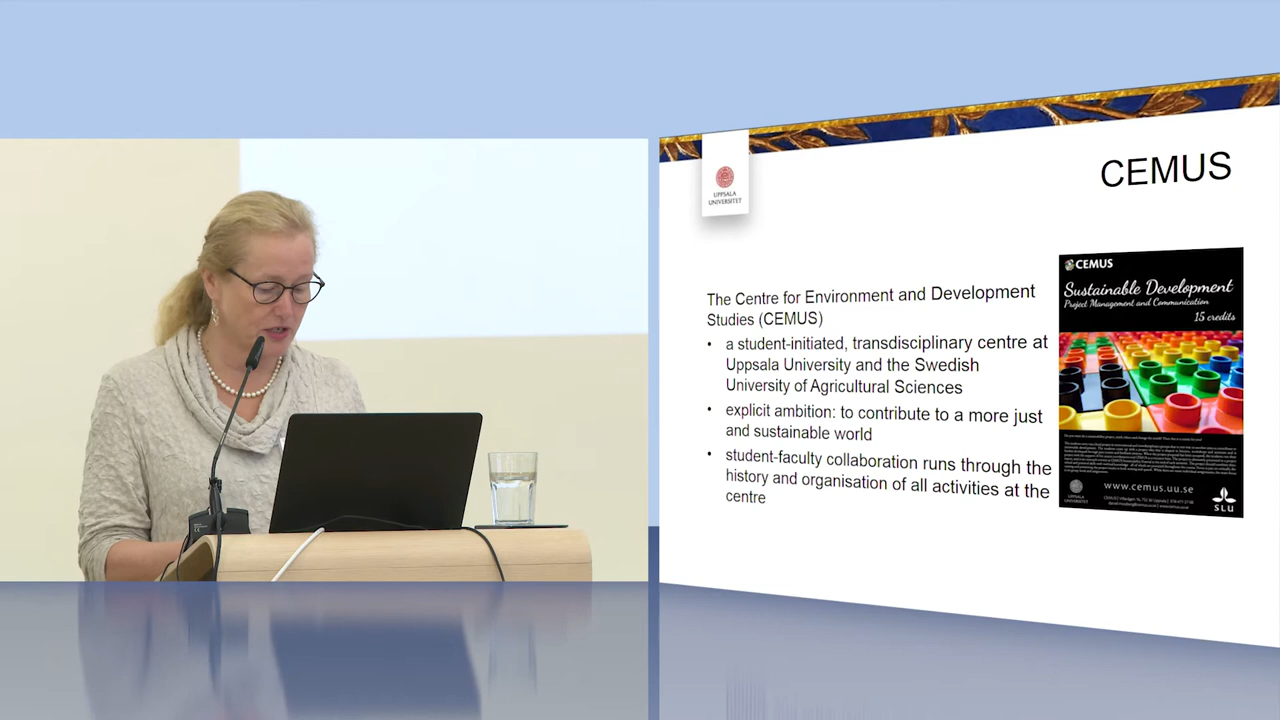 UPPSALA
UNIVERSITET
CEMUS
The Centre for Environment and Development
Studies (CEMUS)
• a student-initiated, transdisciplinary centre at
Uppsala University and the Swedish
University of Agricultural Sciences
• explicit ambition: to contribute to a more just
and sustainable world
• student-faculty collaboration runs through the
history and organisation of all activities at the
centre
CEMUS
Sustainable Development
Project Management and Communication
15 credits
www.cemus.uu.se
UPPSALA
UNIVERSITET
SLU